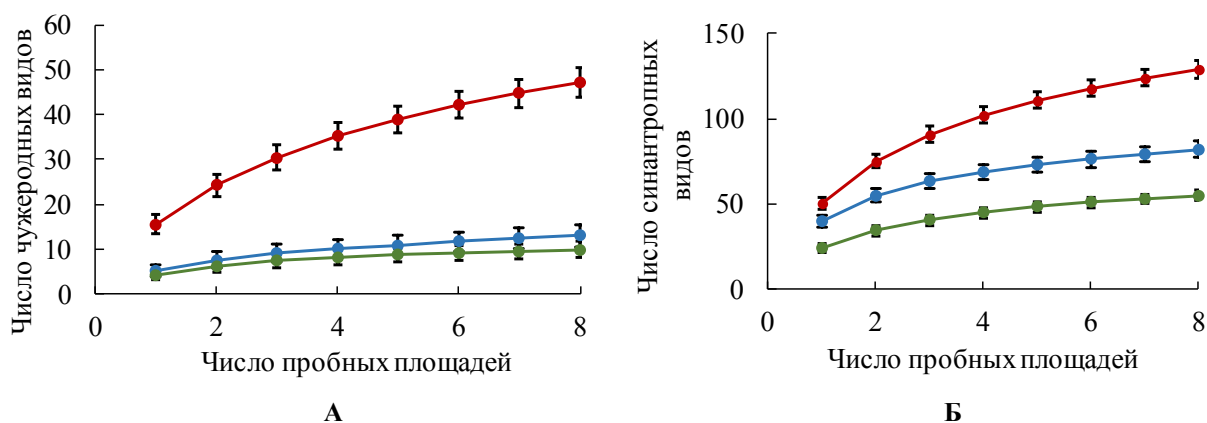 Число чужеродных видов
60
50
40
30
20
10
0
0 2 4 6 8
Число пробных площадей
А
Число синантропных
видов
150
100
50
0
0 2 4 6 8
Число пробных площадей
Б